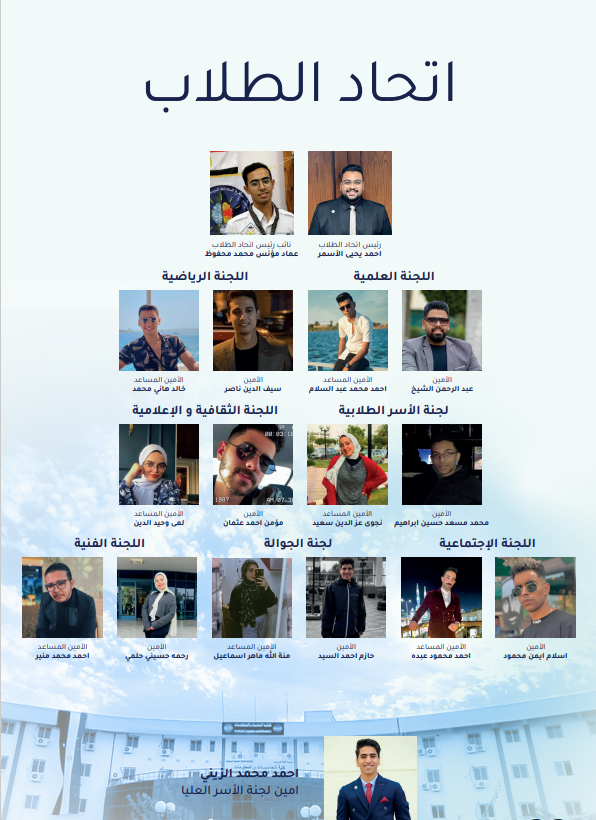 اتحاد الطلاب
رئيس اتحاد الطلاب
احمد يحيى الأسمر
نائب رئيس اتحاد الطلاب
عماد مؤنس محمد محفوظ
اللجنة العلمية
اللجنة الرياضية
الأمين
عبد الرحمن الشيخ
الأمين المساعد
احمد محمد عبد السلام
الأمين
سيف الدين ناصر
الأمين المساعد
خالد هاني محمد
لجنة الأسر الطلابية
اللجنة الثقافية و الإعلامية
1987
الأمين
محمد مسعد حسين ابراهيم
الأمين المساعد
نجوى عز الدين سعيد
الأمين
مؤمن احمد عثمان
الأمين المساعد
لمى وحيد الدين
اللجنة الإجتماعية
لجنة الجوالة
اللجنة الفنية
الأمين
اسلام ايمن محمود
الأمين المساعد
احمد محمود عبده
الأمين
حازم احمد السيد
الأمين المساعد
منة الله ماهر اسماعيل
الأمين
رحمه حسيني حلمي
الأمين المساعد
احمد محمد منير
احمد محمد الزيني
امين لجنة الأسر العليا